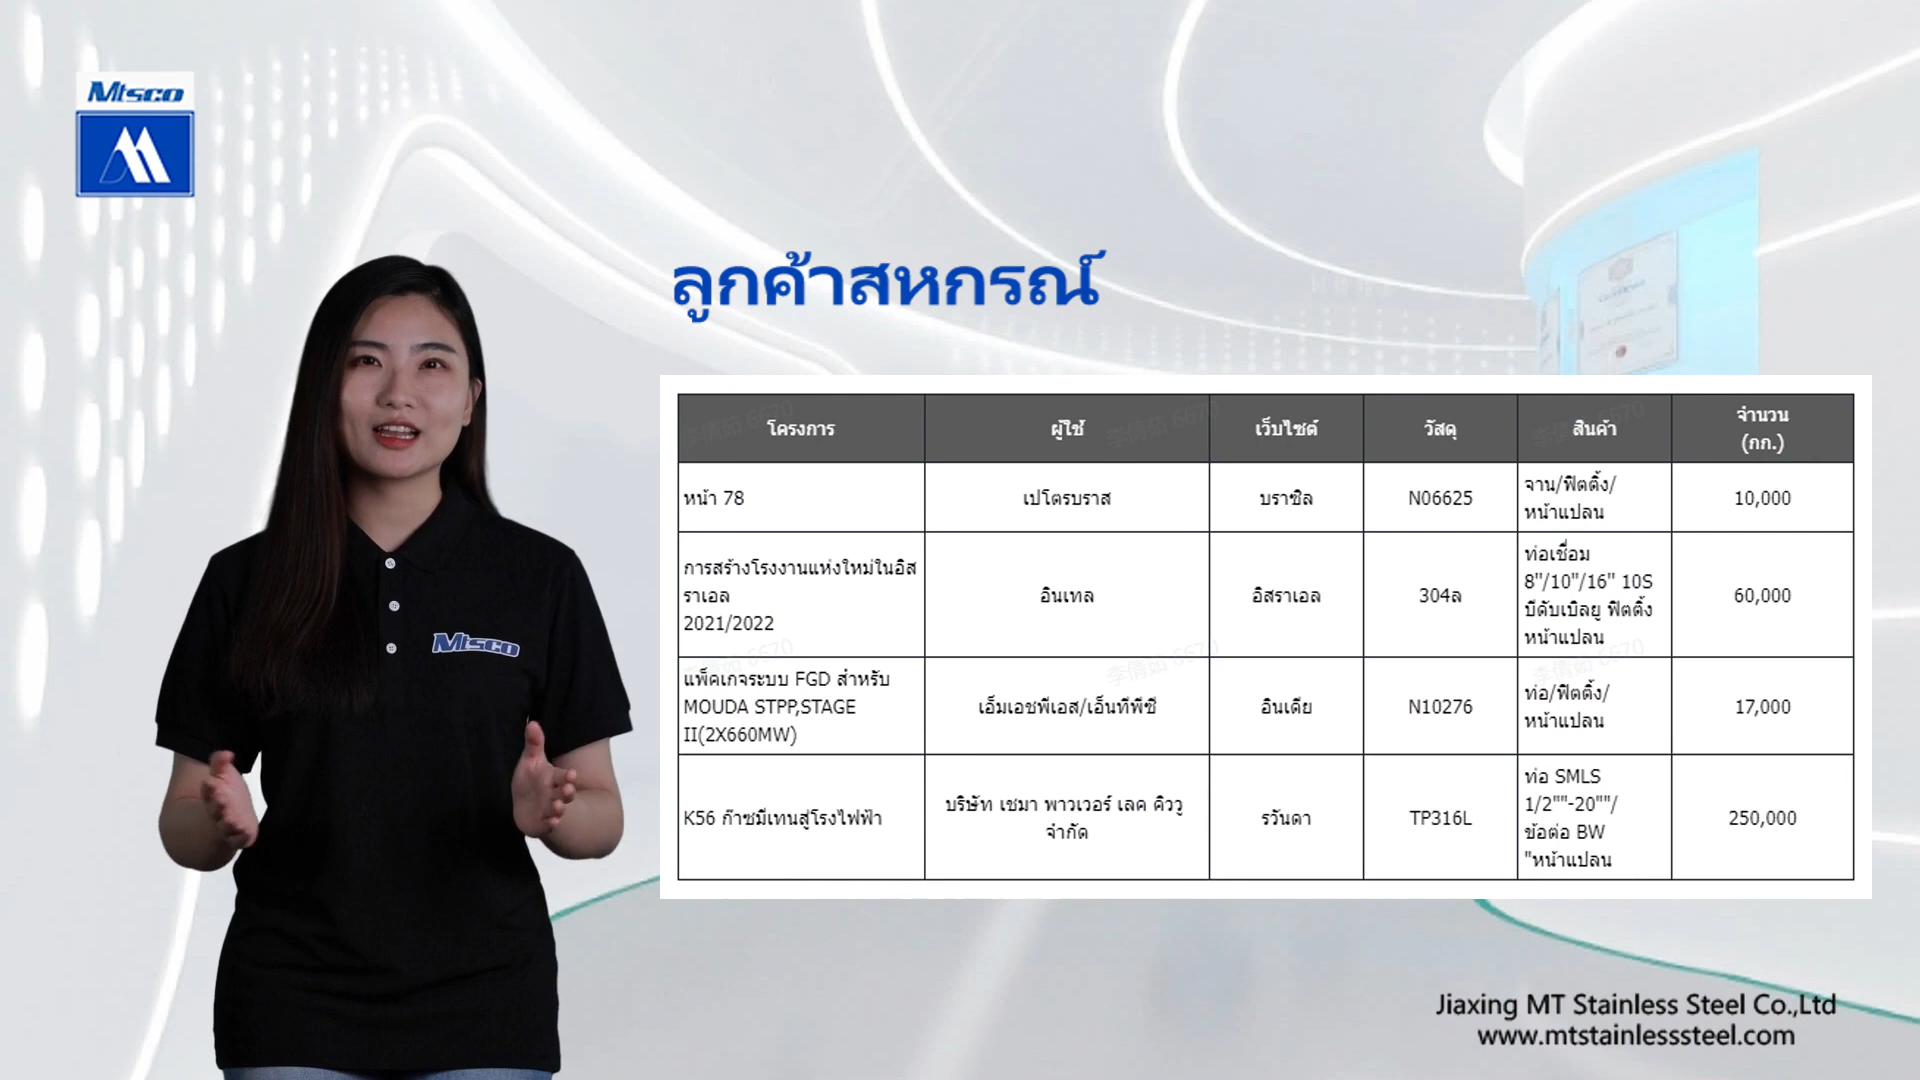 Mtsco
ลูกค้าสหกรณ์
โครงการ
ผู้ใช้
เว็บไซต์
วัสดุ
สินค้า
จำนวน
(กก.)
หน้า 78
เปโตรบราส
บราซิล
N06625
จาน/ฟิตติ้ง/
หน้าแปลน
10,000
การสร้างโรงงานแห่งใหม่ในอิส
ราเอล
2021/2022
อินเทล
อิสราเอล
304ล
ท่อเชื่อม
8"/10"/16" 10S
บีดับเบิลยู ฟิตติ้ง
หน้าแปลน
60,000
แพ็คเกจระบบ FGD สำหรับ
MOUDA STPP,STAGE
II(2X660MW)
เอ็มเอชพีเอส/เอ็นทีพีซี
อินเดีย
N10276
ท่อ/ฟิตติ้ง/
หน้าแปลน
17,000
K56 ก๊าซมีเทนสู่โรงไฟฟ้า
บริษัท เชมา พาวเวอร์ เลค คิวู
จำกัด
รวันดา
TP316L
ท่อ SMLS
1/2""-20""/
ข้อต่อ BW
"หน้าแปลน
250,000
Mtsco
Jiaxing MT Stainless Steel Co.,Ltd
www.mtstainlesssteel.com